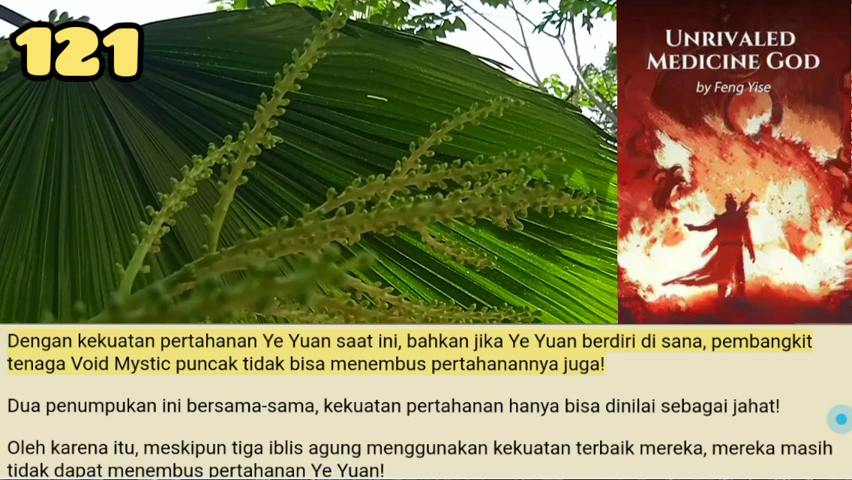 121
UNRIVALED
MEDICINE GOD
by Feng Yise
Dengan kekuatan pertahanan Ye Yuan saat ini, bahkan jika Ye Yuan berdiri di sana, pembangkit
tenaga Void Mystic puncak tidak bisa menembus pertahanannya juga!
Dua penumpukan ini bersama-sama, kekuatan pertahanan hanya bisa dinilai sebagai jahat!
Oleh karena itu, meskipun tiga iblis agung menggunakan kekuatan terbaik mereka, mereka masih
tidak dapat menembus pertahanan Ye Yuan!